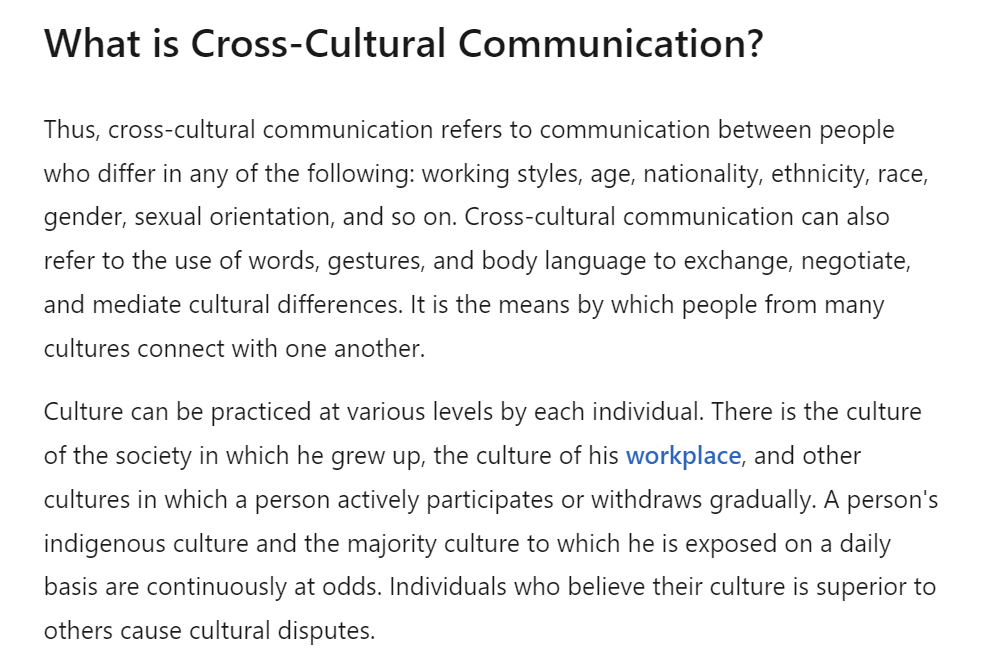 What is Cross-Cultural Communication?
Thus, cross-cultural communication refers to communication between people
who differ in any of the following: working styles, age, nationality, ethnicity, race,
gender, sexual orientation, and so on. Cross-cultural communication can also
refer to the use of words, gestures, and body language to exchange, negotiate,
and mediate cultural differences. It is the means by which people from many
cultures connect with one another.
Culture can be practiced at various levels by each individual. There is the culture
of the society in which he grew up, the culture of his workplace, and other
cultures in which a person actively participates or withdraws gradually. A person's
indigenous culture and the majority culture to which he is exposed on a daily
basis are continuously at odds. Individuals who believe their culture is superior to
others cause cultural disputes.